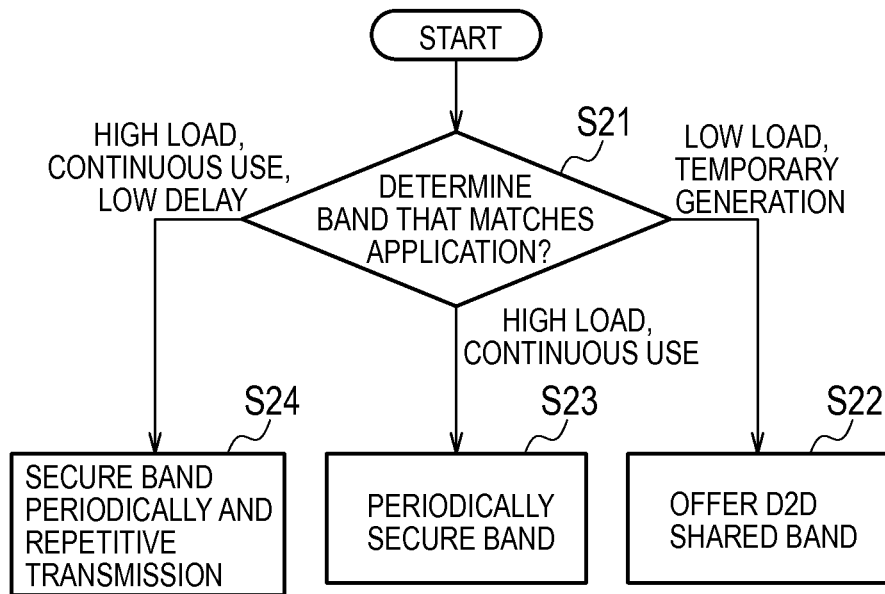 START
S21
HIGH LOAD,
CONTINUOUS USE,
LOW DELAY
DETERMINE
BAND THAT MATCHES
APPLICATION?
LOW LOAD,
TEMPORARY
GENERATION
HIGH LOAD,
CONTINUOUS USE
S24
SECURE BAND
PERIODICALLY AND
REPETITIVE
TRANSMISSION
S23
PERIODICALLY
SECURE BAND
S22
OFFER D2D
SHARED BAND